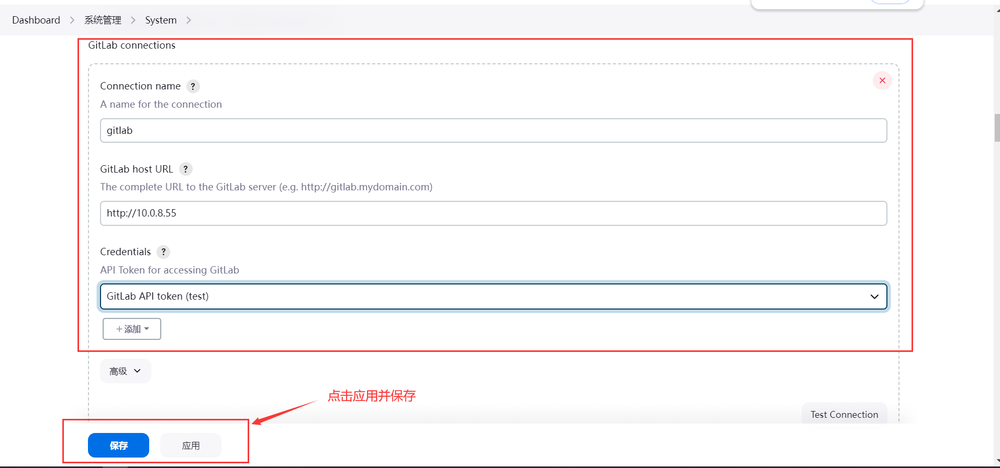 Dashboard > 系统管理 > System >
GitLab connections
Connection name ?
A name for the connection
gitlab
GitLab host URL ?
The complete URL to the GitLab server (e.g. http://gitlab.mydomain.com)
http://10.0.8.55
Credentials ?
API Token for accessing GitLab
GitLab API token (test)
+添加
高级
点击应用并保存
Test Connection
保存 应用